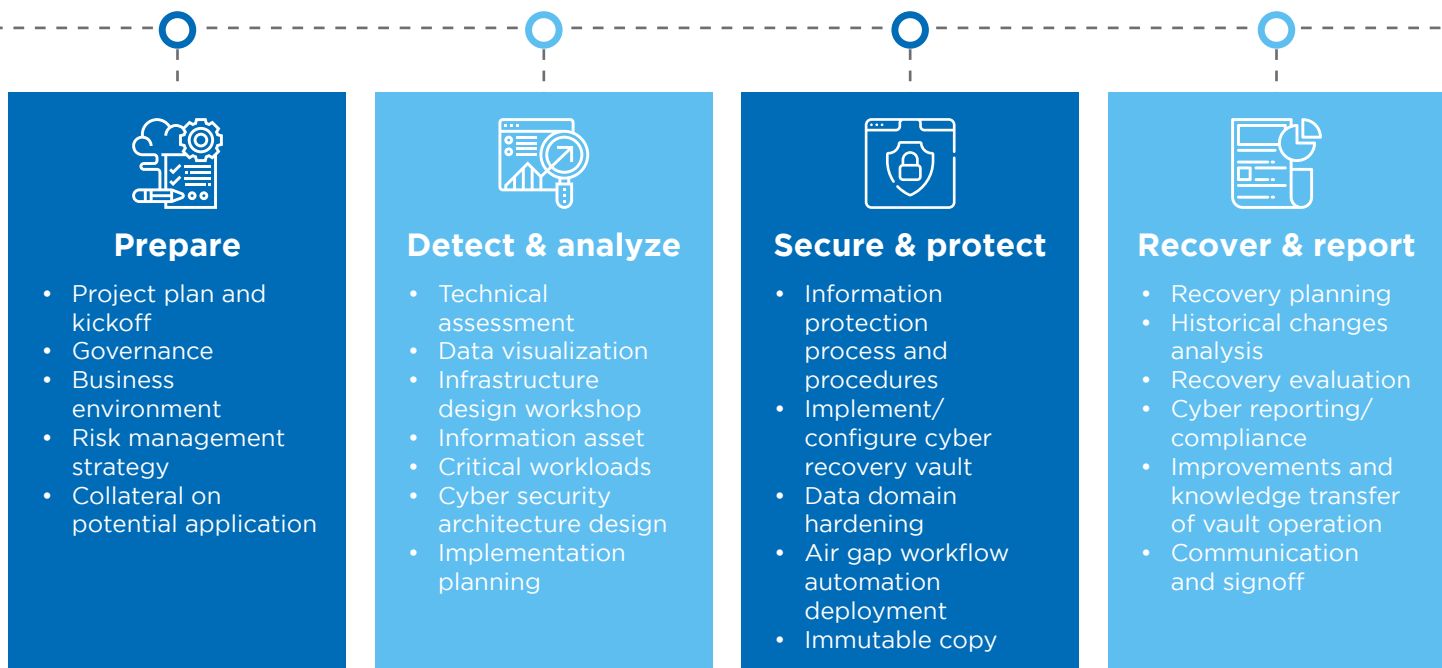 Prepare
• Project plan and
kickoff
• Governance
• Business
environment
• Risk management
strategy
• Collateral on
potential application
Detect & analyze
• Technical
assessment
• Data visualization
• Infrastructure
design workshop
• Information asset
• Critical workloads
• Cyber security
architecture design
• Implementation
planning
Secure & protect
• Information
protection
process and
procedures
• Implement/
configure cyber
recovery vault
• Data domain
hardening
• Air gap workflow
automation
deployment
• Immutable copy
Recover & report
• Recovery planning
• Historical changes
analysis
• Recovery evaluation
• Cyber reporting/
compliance
• Improvements and
knowledge transfer
of vault operation
• Communication
and signoff